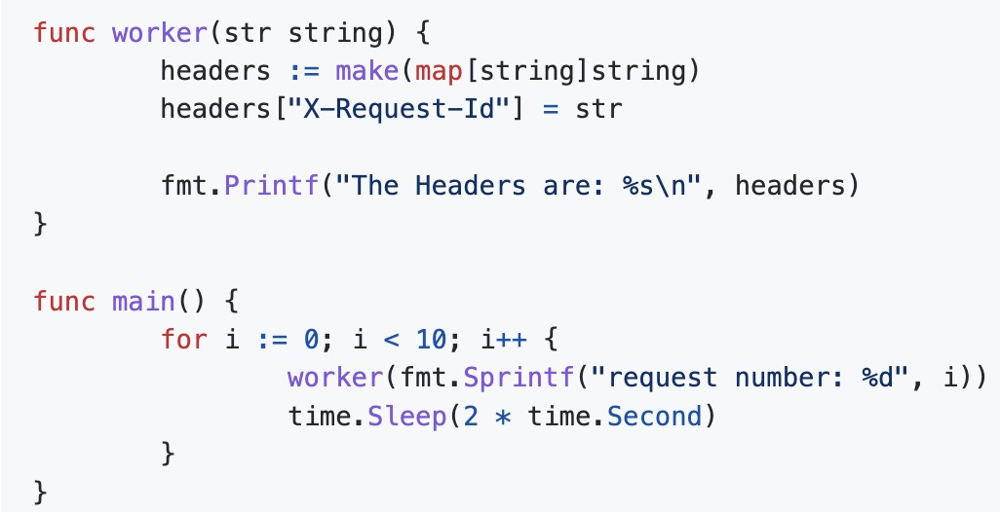 func worker(str string) {
        headers := make(map[string]string)
        headers["X-Request-Id"] = str

        fmt.Printf("The Headers are: %s\n", headers)
}

func main() {
        for i := 0; i < 10; i++ {
                worker(fmt.Sprintf("request number: %d", i))
                time.Sleep(2 * time.Second)
        }
}